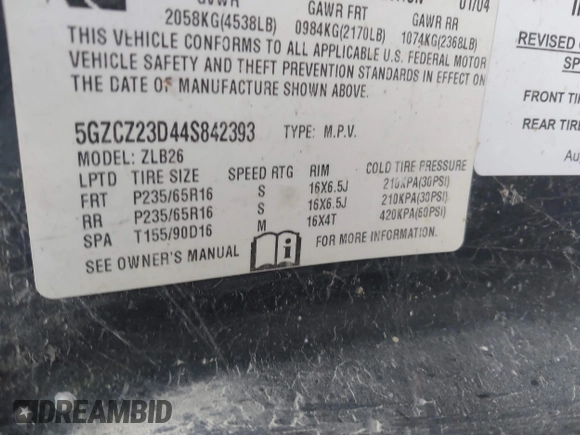 GVWR GAWR FRT GAWR RR 01/04
2058KG(4538LB) 0984KG(2170LB) 1074KG(2368LB)
THIS VEHICLE CONFORMS TO ALL APPLICABLE U.S. FEDERAL MOTOR
VEHICLE SAFETY AND THEFT PREVENTION STANDARDS IN EFFECT ON
THE DATE OF MANUFACTURE SHOWN ABOVE.
5GZCZ23D44S842393 TYPE: M.P.V.
MODEL: ZLB26
LPTD TIRE SIZE SPEED RTG RIM COLD TIRE PRESSURE
FRT P235/65R16 S 16X6.5J 210KPA(30PSI)
RR P235/65R16 S 16X6.5J 210KPA(30PSI)
SPA T155/90D16 M 16X4T 420KPA(60PSI)
SEE OWNER'S MANUAL FOR MORE INFORMATION.
REVISED
SP
FRONT TI
REAR TIRE
Au
DREAMBID